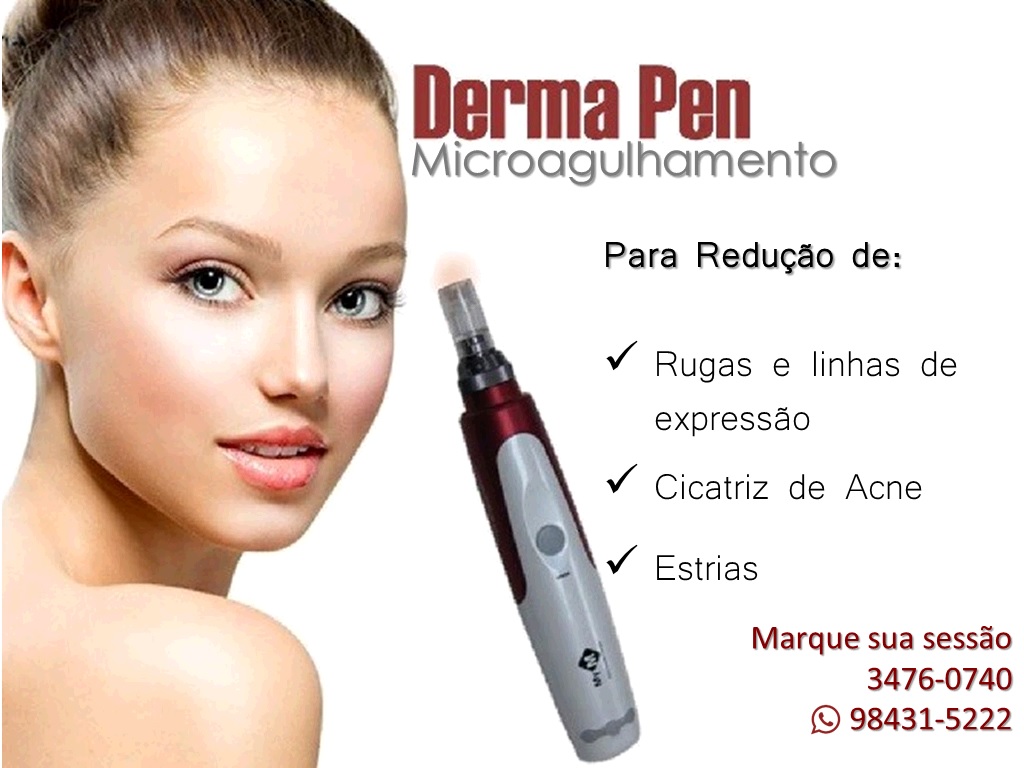 Derma Pen
Microagulhamento
Para Redução de:
✓ Rugas e linhas de
expressão
✓ Cicatriz de Acne
✓ Estrias
Marque sua sessão
3476-0740
98431-5222